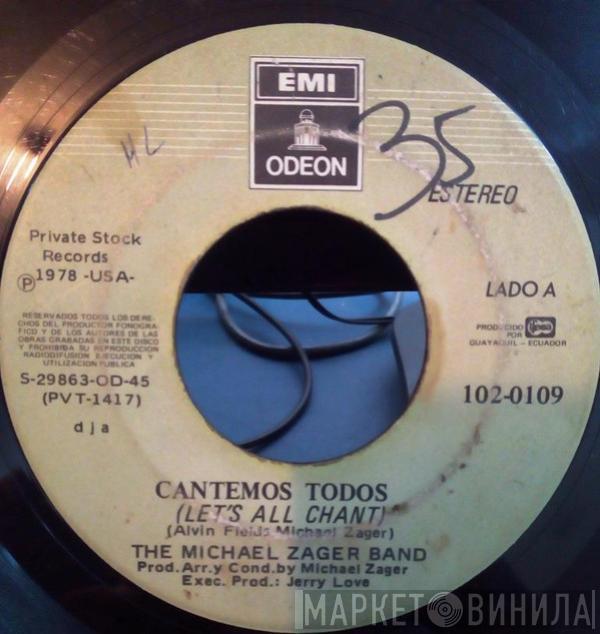 EMI
ODEON
35
HL
ESTEREO
Private Stock
Records
℗ 1978 -USA-
LADO A
RESERVADOS TODOS LOS DERE-
CHOS DEL PRODUCTOR FONOGRA-
FICO Y DE LOS AUTORES DE LAS
OBRAS GRABADAS EN ESTE DISCO
Y PROHIBIDA SU REPRODUCCION
RADIODIFUSION EJECUCION Y
UTILIZACION PUBLICA
PRODUCIDO
POR
GUAYAQUIL - ECUADOR
S-29863-OD-45
(PVT-1417)
102-0109
dja
CANTEMOS TODOS
(LET'S ALL CHANT)
(Alvin Fields Michael Zager)
THE MICHAEL ZAGER BAND
Prod. Arr. y Cond. by Michael Zager
Exec. Prod.: Jerry Love
МАРКЕТ ВИНИЛА